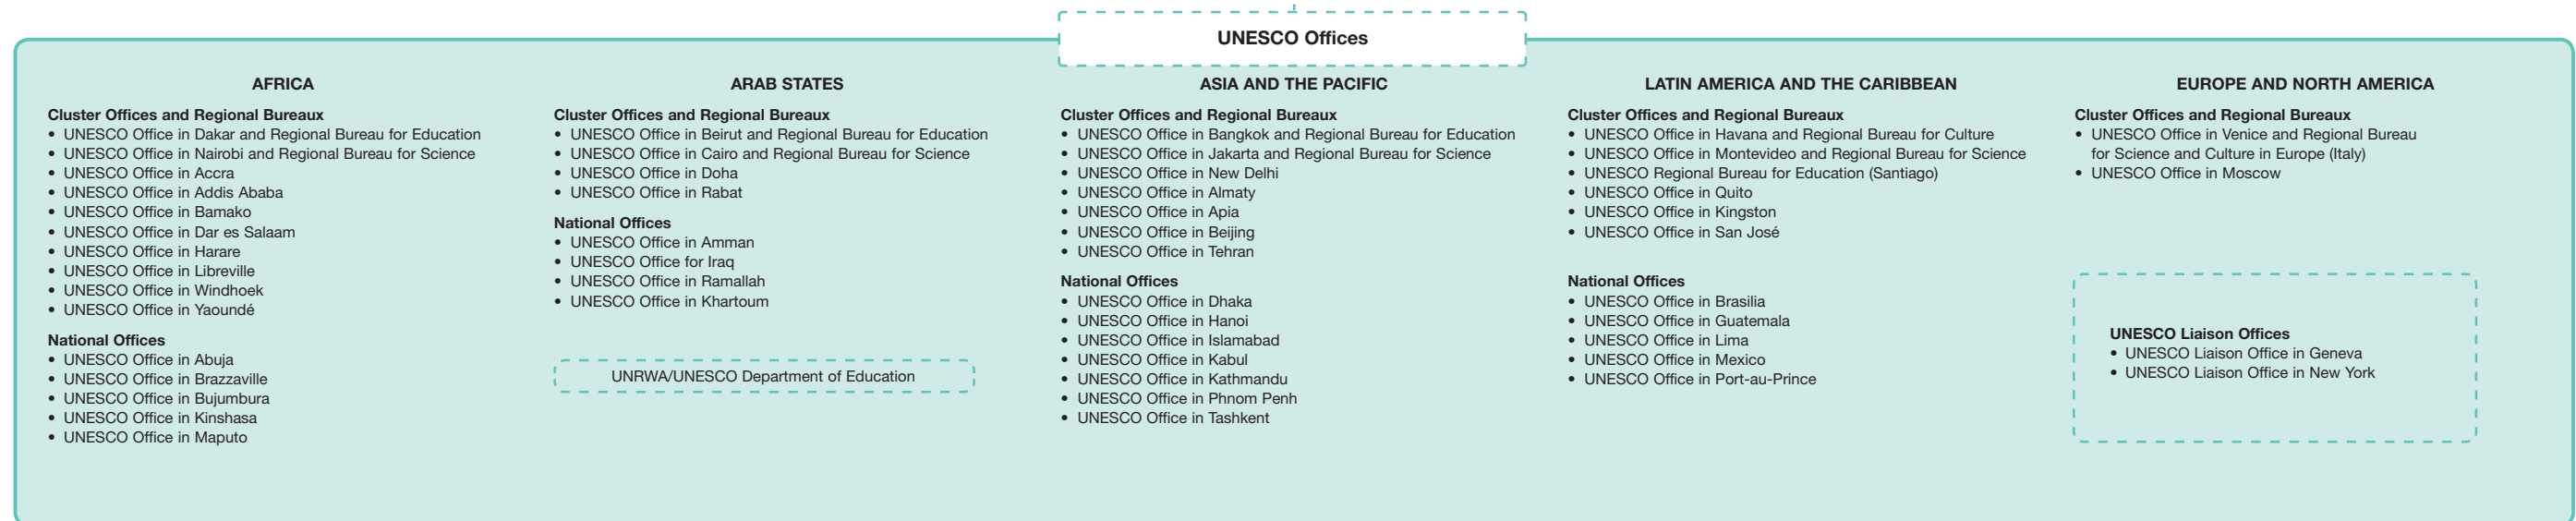 UNESCO Offices
AFRICA
Cluster Offices and Regional Bureaux
• UNESCO Office in Dakar and Regional Bureau for Education
• UNESCO Office in Nairobi and Regional Bureau for Science
• UNESCO Office in Accra
• UNESCO Office in Addis Ababa
• UNESCO Office in Bamako
• UNESCO Office in Dar es Salaam
• UNESCO Office in Harare
• UNESCO Office in Libreville
• UNESCO Office in Windhoek
• UNESCO Office in Yaoundé
National Offices
• UNESCO Office in Abuja
• UNESCO Office in Brazzaville
• UNESCO Office in Bujumbura
• UNESCO Office in Kinshasa
• UNESCO Office in Maputo
ARAB STATES
Cluster Offices and Regional Bureaux
• UNESCO Office in Beirut and Regional Bureau for Education
• UNESCO Office in Cairo and Regional Bureau for Science
• UNESCO Office in Doha
• UNESCO Office in Rabat
National Offices
• UNESCO Office in Amman
• UNESCO Office for Iraq
• UNESCO Office in Ramallah
• UNESCO Office in Khartoum
UNRWA/UNESCO Department of Education
ASIA AND THE PACIFIC
Cluster Offices and Regional Bureaux
• UNESCO Office in Bangkok and Regional Bureau for Education
• UNESCO Office in Jakarta and Regional Bureau for Science
• UNESCO Office in New Delhi
• UNESCO Office in Almaty
• UNESCO Office in Apia
• UNESCO Office in Beijing
• UNESCO Office in Tehran
National Offices
• UNESCO Office in Dhaka
• UNESCO Office in Hanoi
• UNESCO Office in Islamabad
• UNESCO Office in Kabul
• UNESCO Office in Kathmandu
• UNESCO Office in Phnom Penh
• UNESCO Office in Tashkent
LATIN AMERICA AND THE CARIBBEAN
Cluster Offices and Regional Bureaux
• UNESCO Office in Havana and Regional Bureau for Culture
• UNESCO Office in Montevideo and Regional Bureau for Science
• UNESCO Regional Bureau for Education (Santiago)
• UNESCO Office in Quito
• UNESCO Office in Kingston
• UNESCO Office in San José
National Offices
• UNESCO Office in Brasilia
• UNESCO Office in Guatemala
• UNESCO Office in Lima
• UNESCO Office in Mexico
• UNESCO Office in Port-au-Prince
EUROPE AND NORTH AMERICA
Cluster Offices and Regional Bureaux
• UNESCO Office in Venice and Regional Bureau
for Science and Culture in Europe (Italy)
• UNESCO Office in Moscow
UNESCO Liaison Offices
• UNESCO Liaison Office in Geneva
• UNESCO Liaison Office in New York